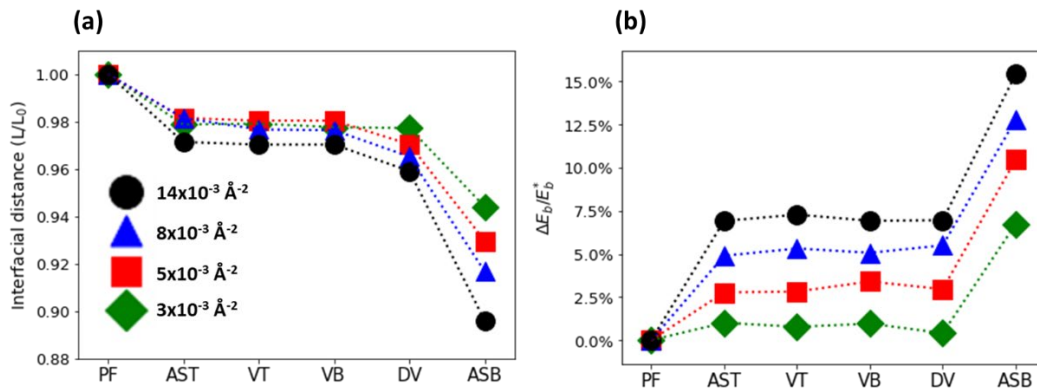 (a)
Interfacial distance (L/L₀)
1.00
0.98
0.96
0.94
0.92
0.90
0.88
14x10⁻³ Å⁻²
8x10⁻³ Å⁻²
5x10⁻³ Å⁻²
3x10⁻³ Å⁻²
PF AST VT VB DV ASB
(b)
ΔE_b/E_b^*
15.0%
12.5%
10.0%
7.5%
5.0%
2.5%
0.0%
PF AST VT VB DV ASB